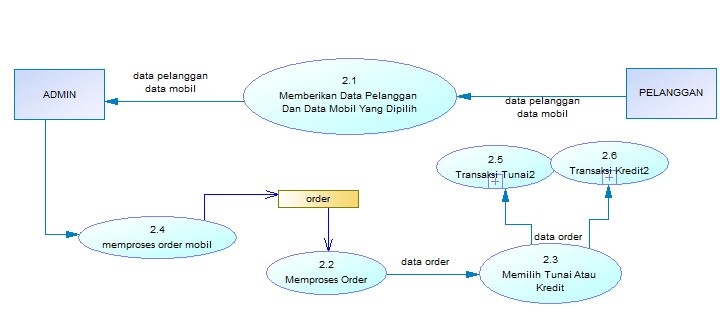 2.1
Memberikan Data Pelanggan
Dan Data Mobil Yang Dipilih
data pelanggan
data mobil
ADMIN
PELANGGAN
data pelanggan
data mobil
2.5
Transaksi Tunai2
2.6
Transaksi Kredit2
order
2.4
memproses order mobil
data order
2.2
Memproses Order
data order
2.3
Memilih Tunai Atau
Kredit